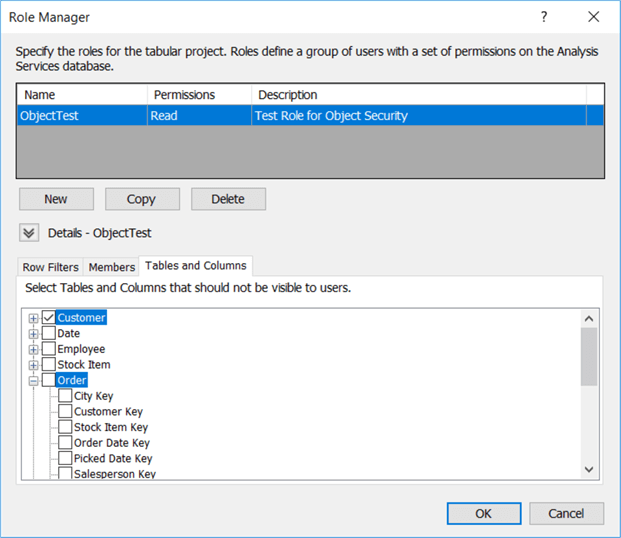 Role Manager
?
Specify the roles for the tabular project. Roles define a group of users with a set of permissions on the Analysis
Services database.
Name Permissions Description
ObjectTest Read Test Role for Object Security
New Copy Delete
Details - ObjectTest
Row Filters Members Tables and Columns
Select Tables and Columns that should not be visible to users.
Customer
Date
Employee
Stock Item
Order
City Key
Customer Key
Stock Item Key
Order Date Key
Picked Date Key
Salesperson Key
OK Cancel